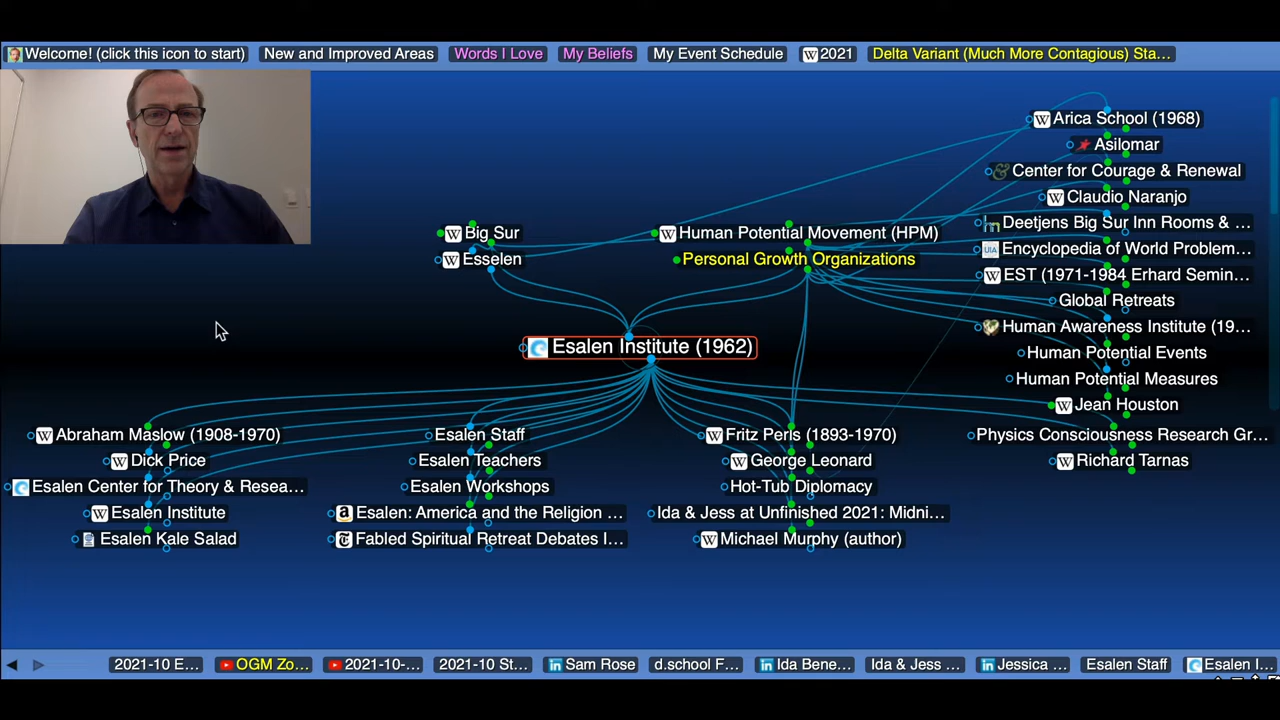 Welcome! (click this icon to start) New and Improved Areas Words I Love My Beliefs My Event Schedule W 2021 Delta Variant (Much More Contagious) Sta...
W Arica School (1968)
Asilomar
& Center for Courage & Renewal
W Claudio Naranjo
Deetjens Big Sur Inn Rooms & ...
UIA Encyclopedia of World Problem...
W EST (1971-1984 Erhard Semin...
Global Retreats
Human Awareness Institute (19...
Human Potential Events
Human Potential Measures
W Jean Houston
W Big Sur
W Esselen
W Human Potential Movement (HPM)
Personal Growth Organizations
Esalen Institute (1962)
W Abraham Maslow (1908-1970)
W Dick Price
Esalen Center for Theory & Resea...
W Esalen Institute
Esalen Kale Salad
Esalen Staff
Esalen Teachers
Esalen Workshops
a Esalen: America and the Religion ...
T Fabled Spiritual Retreat Debates I...
W Fritz Perls (1893-1970)
W George Leonard
Hot-Tub Diplomacy
Ida & Jess at Unfinished 2021: Midni...
W Michael Murphy (author)
Physics Consciousness Research Gr...
W Richard Tarnas
2021-10 E... OGM Zo... 2021-10-... 2021-10 St... in Sam Rose d.school F... in Ida Bene... Ida & Jess ... in Jessica ... Esalen Staff Esalen I...